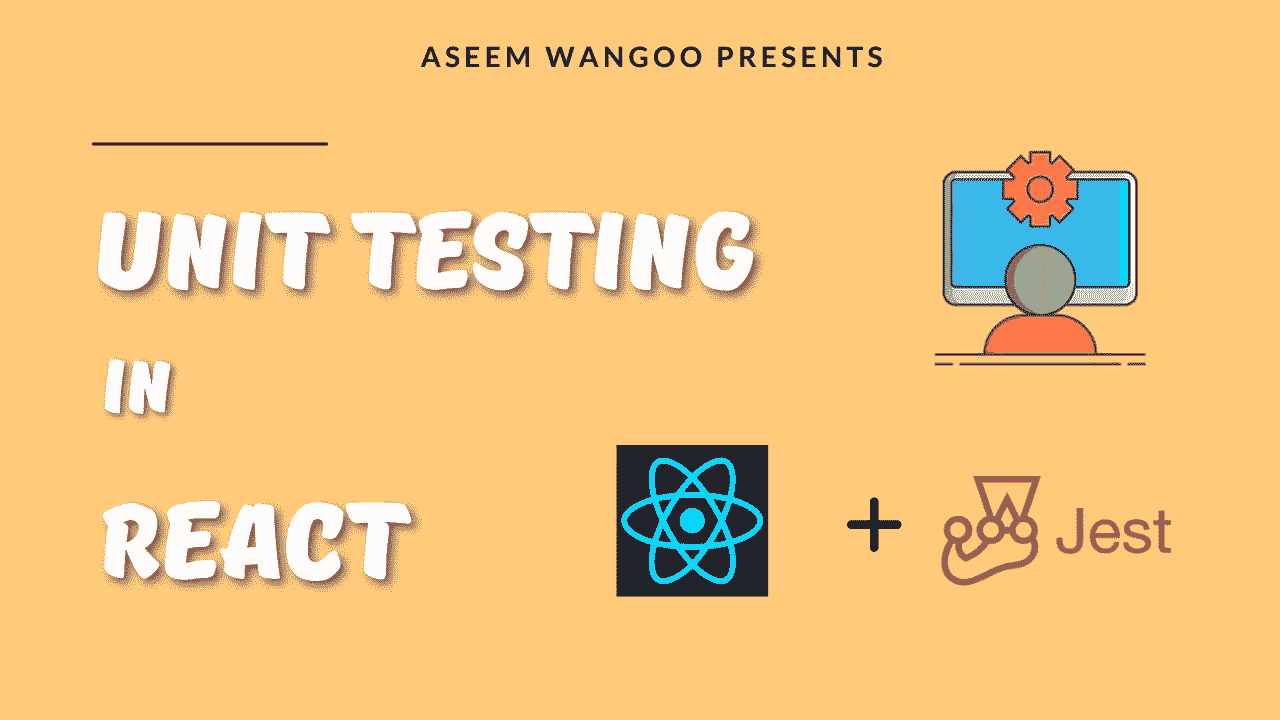 ASEEM WANGOO PRESENTS
UNIT TESTING
IN
REACT
Jest